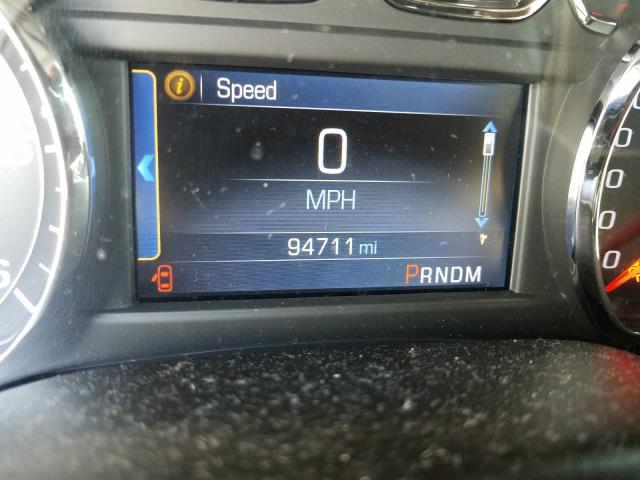 i Speed
0
MPH
94711 mi
PRNDM